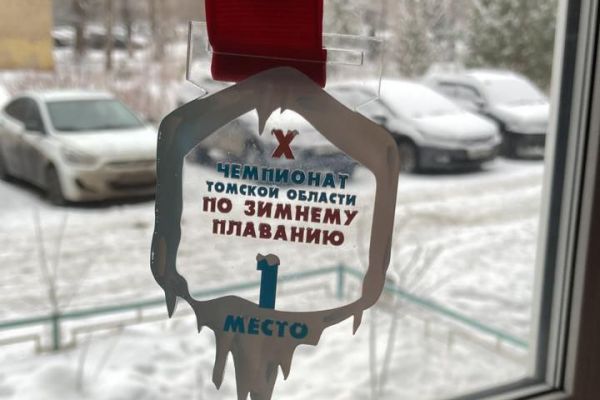 X
ЧЕМПИОНАТ
ТОМСКОЙ ОБЛАСТИ
ПО ЗИМНЕМУ
ПЛАВАНИЮ
1
МЕСТО